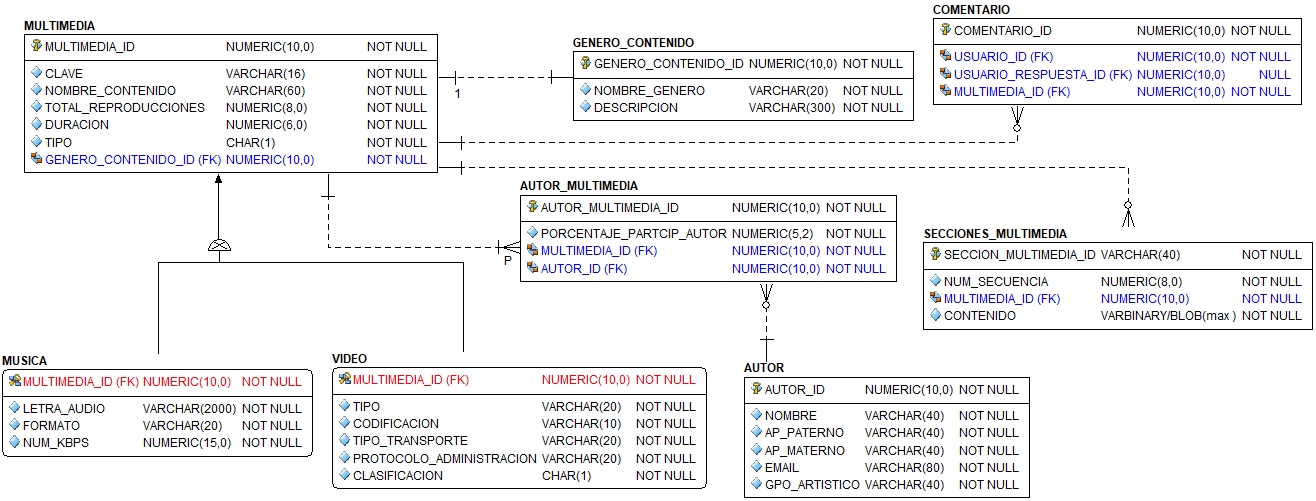 MULTIMEDIA
MULTIMEDIA_ID NUMERIC(10,0) NOT NULL
CLAVE VARCHAR(16) NOT NULL
NOMBRE_CONTENIDO VARCHAR(60) NOT NULL
TOTAL_REPRODUCCIONES NUMERIC(8,0) NOT NULL
DURACION NUMERIC(6,0) NOT NULL
TIPO CHAR(1) NOT NULL
GENERO_CONTENIDO_ID (FK) NUMERIC(10,0) NOT NULL
1
GENERO_CONTENIDO
GENERO_CONTENIDO_ID NUMERIC(10,0) NOT NULL
NOMBRE_GENERO VARCHAR(20) NOT NULL
DESCRIPCION VARCHAR(300) NOT NULL
COMENTARIO
COMENTARIO_ID NUMERIC(10,0) NOT NULL
USUARIO_ID (FK) NUMERIC(10,0) NOT NULL
USUARIO_RESPUESTA_ID (FK) NUMERIC(10,0) NULL
MULTIMEDIA_ID (FK) NUMERIC(10,0) NOT NULL
AUTOR_MULTIMEDIA
AUTOR_MULTIMEDIA_ID NUMERIC(10,0) NOT NULL
PORCENTAJE_PARTCIP_AUTOR NUMERIC(5,2) NOT NULL
MULTIMEDIA_ID (FK) NUMERIC(10,0) NOT NULL
AUTOR_ID (FK) NUMERIC(10,0) NOT NULL
P
SECCIONES_MULTIMEDIA
SECCION_MULTIMEDIA_ID VARCHAR(40) NOT NULL
NUM_SECUENCIA NUMERIC(8,0) NOT NULL
MULTIMEDIA_ID (FK) NUMERIC(10,0) NOT NULL
CONTENIDO VARBINARY/BLOB(max ) NOT NULL
MUSICA
MULTIMEDIA_ID (FK) NUMERIC(10,0) NOT NULL
LETRA_AUDIO VARCHAR(2000) NOT NULL
FORMATO VARCHAR(20) NOT NULL
NUM_KBPS NUMERIC(15,0) NOT NULL
VIDEO
MULTIMEDIA_ID (FK) NUMERIC(10,0) NOT NULL
TIPO VARCHAR(20) NOT NULL
CODIFICACION VARCHAR(10) NOT NULL
TIPO_TRANSPORTE VARCHAR(20) NOT NULL
PROTOCOLO_ADMINISTRACION VARCHAR(20) NOT NULL
CLASIFICACION CHAR(1) NOT NULL
AUTOR
AUTOR_ID NUMERIC(10,0) NOT NULL
NOMBRE VARCHAR(40) NOT NULL
AP_PATERNO VARCHAR(40) NOT NULL
AP_MATERNO VARCHAR(40) NOT NULL
EMAIL VARCHAR(80) NOT NULL
GPO_ARTISTICO VARCHAR(40) NOT NULL